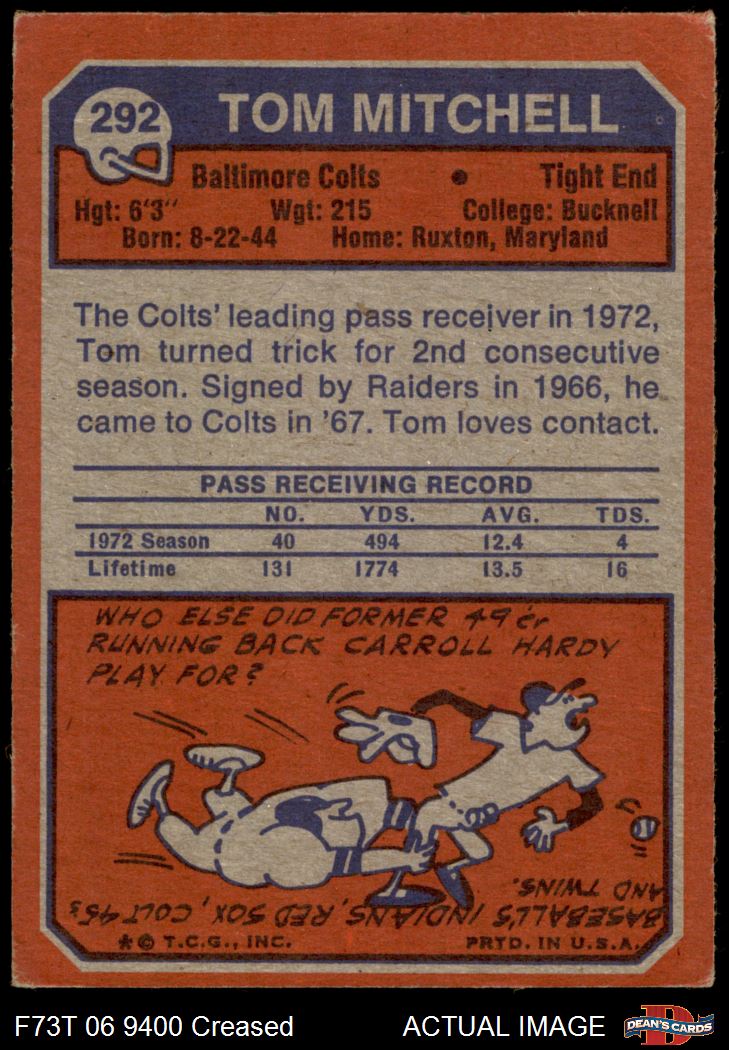 292
TOM MITCHELL
Baltimore Colts • Tight End
Hgt: 6'3" Wgt: 215 College: Bucknell
Born: 8-22-44 Home: Ruxton, Maryland
The Colts' leading pass receiver in 1972,
Tom turned trick for 2nd consecutive
season. Signed by Raiders in 1966, he
came to Colts in '67. Tom loves contact.
PASS RECEIVING RECORD
NO. YDS. AVG. TDS.
1972 Season 40 494 12.4 4
Lifetime 131 1774 13.5 16
WHO ELSE DID FORMER 49'er
RUNNING BACK CARROLL HARDY
PLAY FOR?
BASEBALL'S INDIANS, RED SOX, COLT 45's
AND TWINS.
* © T.C.G., INC. PRTD. IN U.S.A.
F73T 06 9400 Creased ACTUAL IMAGE
DEAN'S CARDS